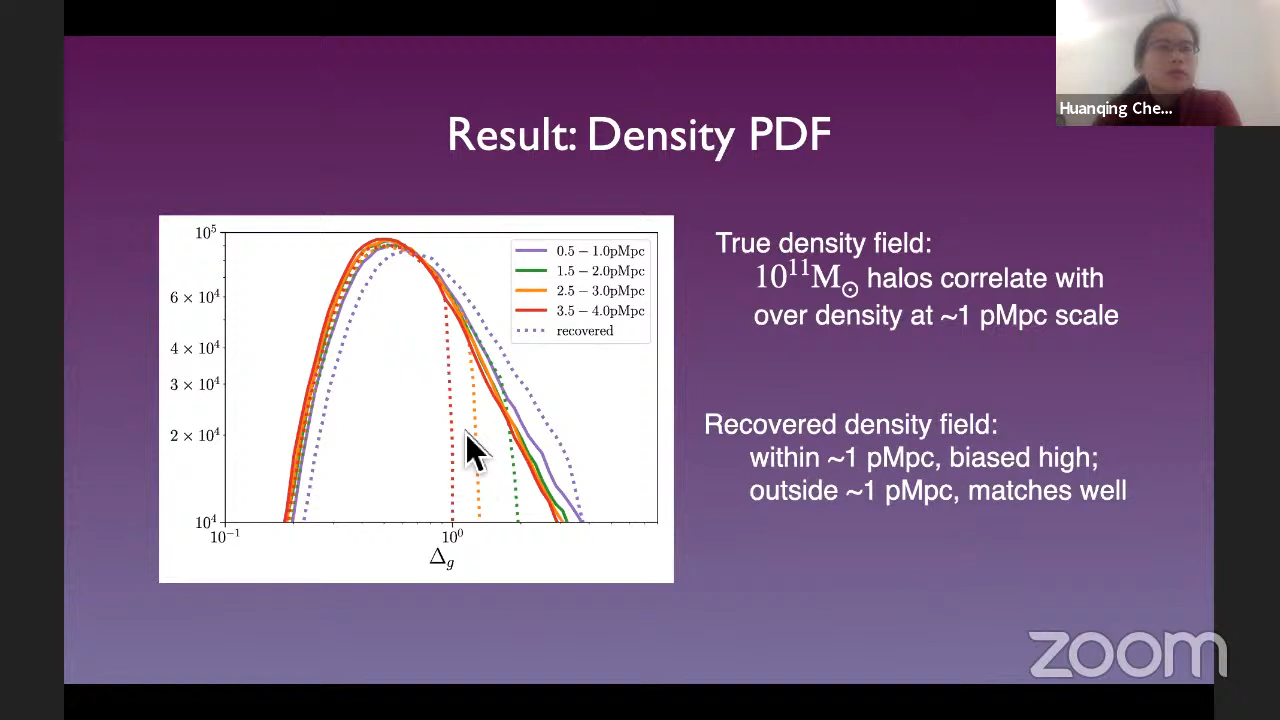 Huanqing Che...
Result: Density PDF
10⁵
6 × 10⁴
4 × 10⁴
3 × 10⁴
2 × 10⁴
10⁴
10⁻¹
10⁰
Δg
0.5 − 1.0pMpc
1.5 − 2.0pMpc
2.5 − 3.0pMpc
3.5 − 4.0pMpc
recovered
True density field:
10¹¹M⊙ halos correlate with
over density at ~1 pMpc scale
Recovered density field:
within ~1 pMpc, biased high;
outside ~1 pMpc, matches well
zoom